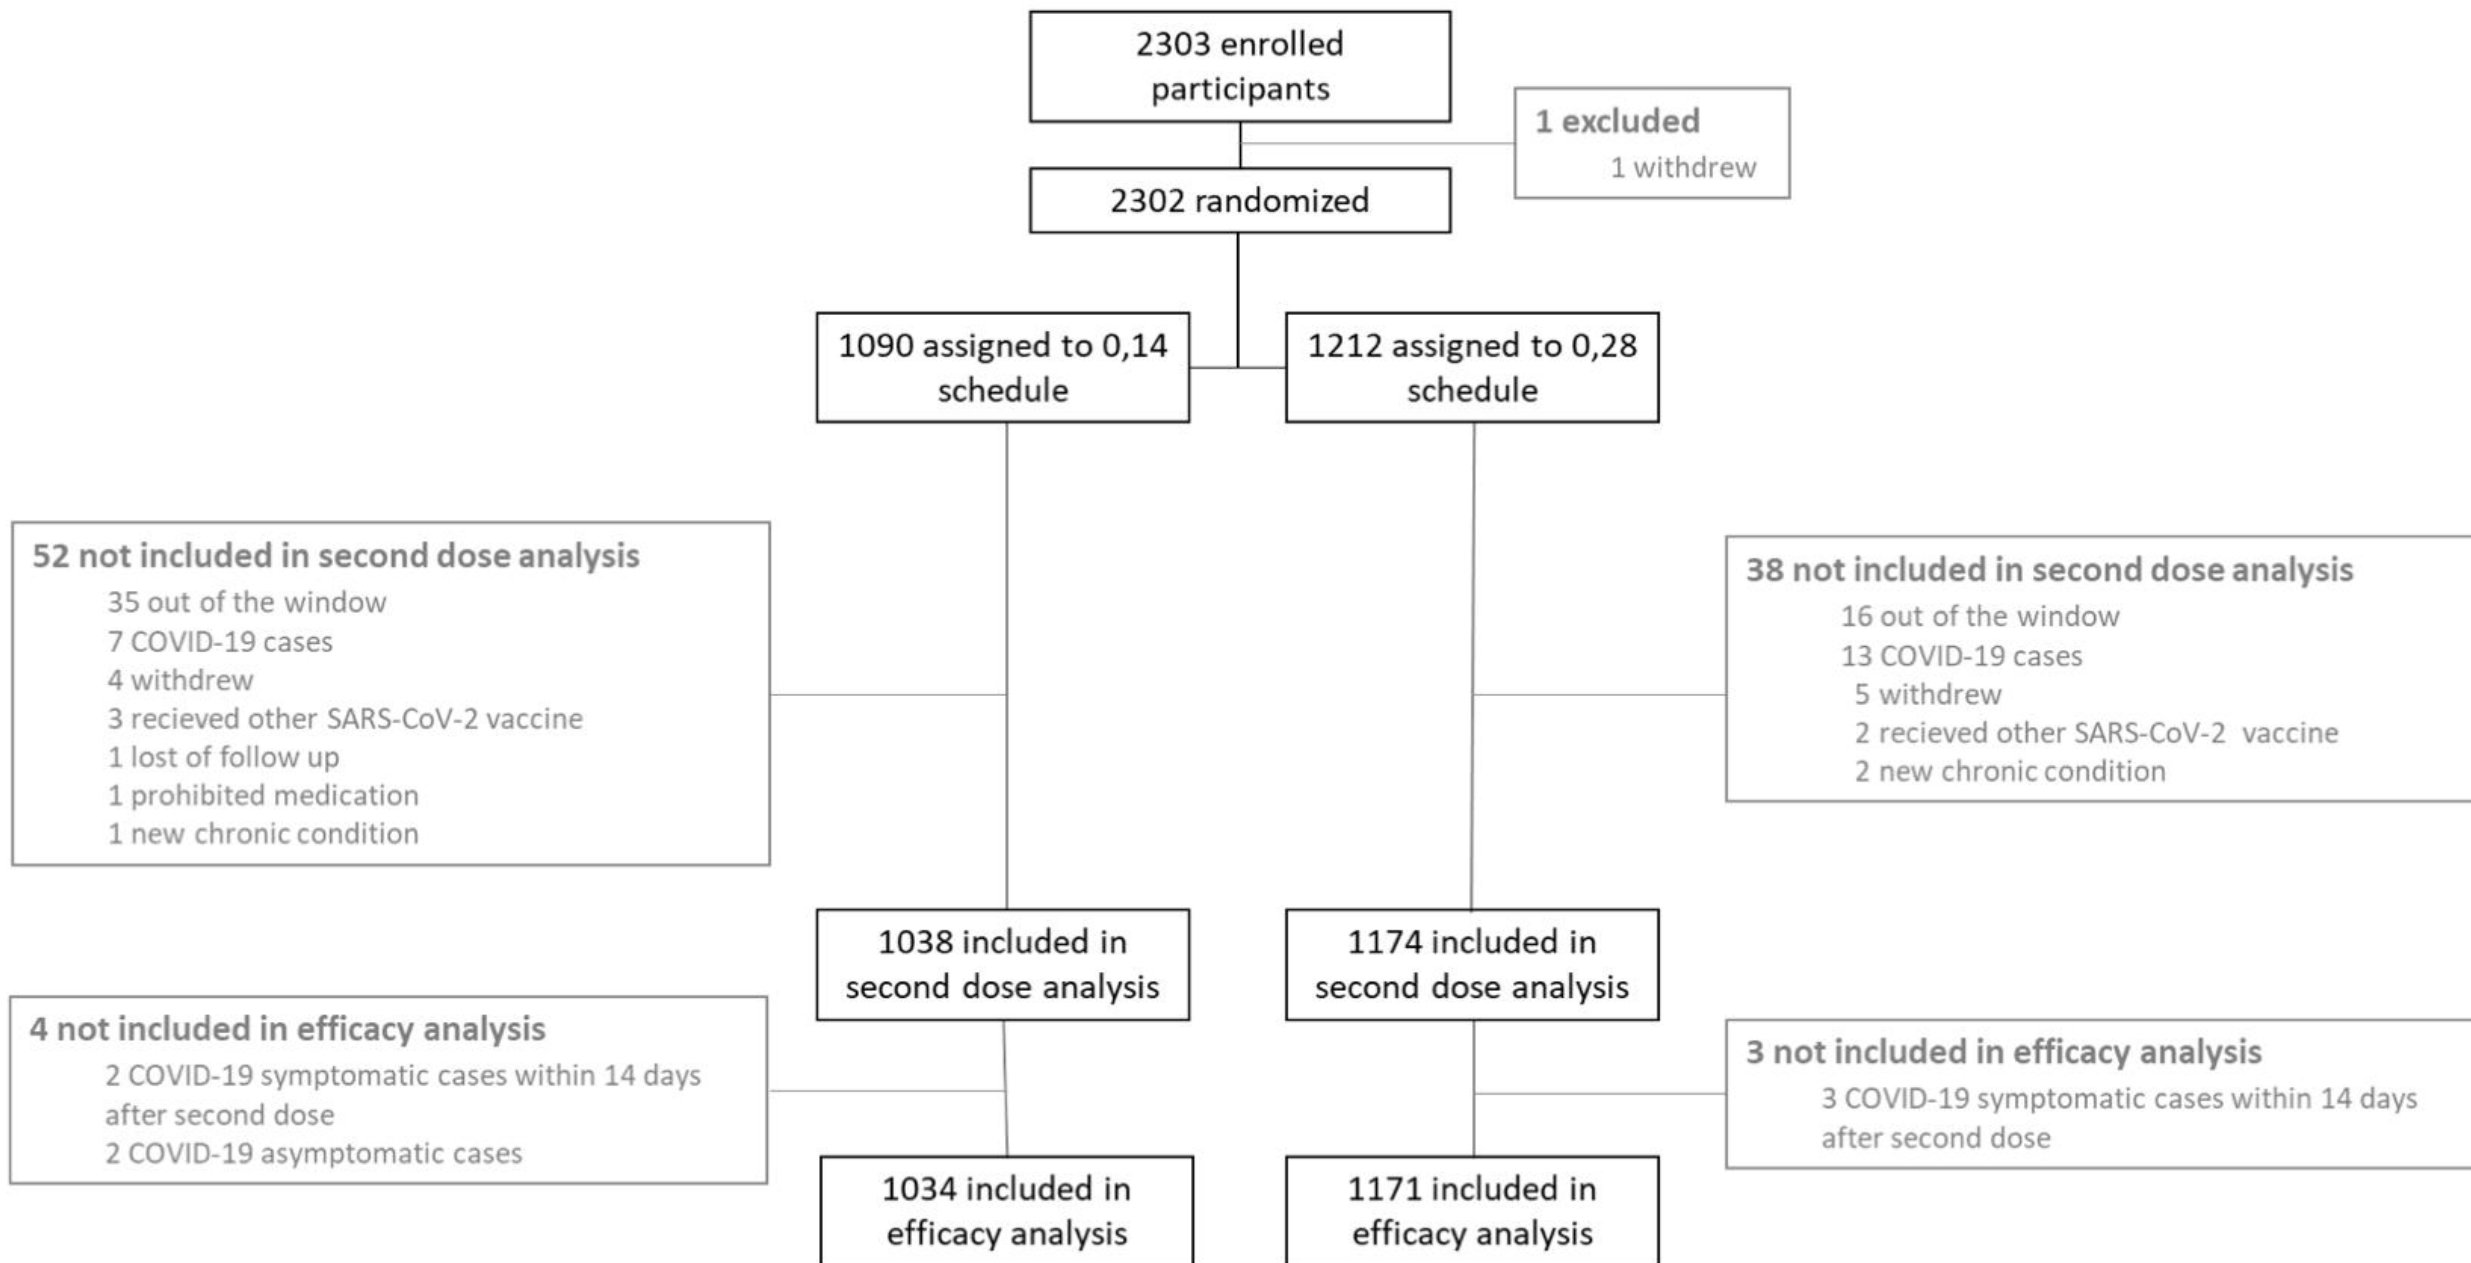 2303 enrolled
participants
1 excluded
1 withdrew
2302 randomized
1090 assigned to 0,14
schedule
1212 assigned to 0,28
schedule
52 not included in second dose analysis
35 out of the window
7 COVID-19 cases
4 withdrew
3 recieved other SARS-CoV-2 vaccine
1 lost of follow up
1 prohibited medication
1 new chronic condition
38 not included in second dose analysis
16 out of the window
13 COVID-19 cases
5 withdrew
2 recieved other SARS-CoV-2 vaccine
2 new chronic condition
1038 included in
second dose analysis
1174 included in
second dose analysis
4 not included in efficacy analysis
2 COVID-19 symptomatic cases within 14 days
after second dose
2 COVID-19 asymptomatic cases
3 not included in efficacy analysis
3 COVID-19 symptomatic cases within 14 days
after second dose
1034 included in
efficacy analysis
1171 included in
efficacy analysis